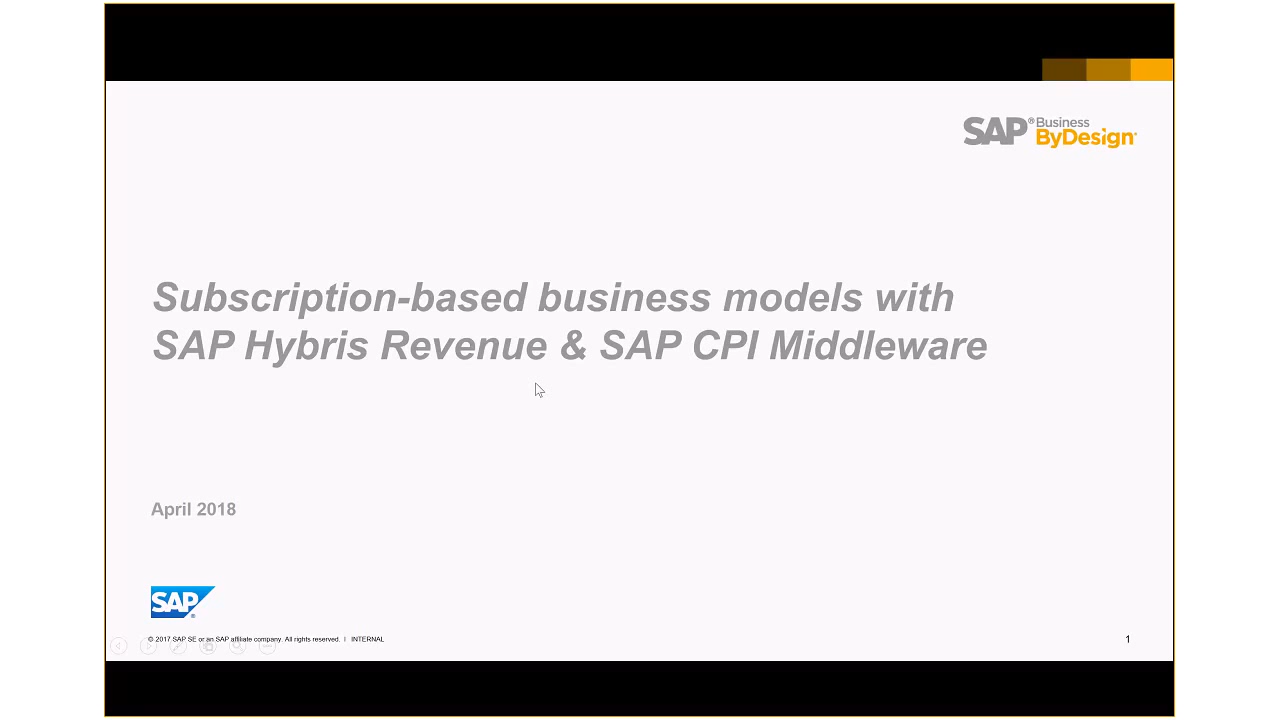 SAP® Business
ByDesign
Subscription-based business models with
SAP Hybris Revenue & SAP CPI Middleware
April 2018
SAP ®
© 2017 SAP SE or an SAP affiliate company. All rights reserved. I INTERNAL
1